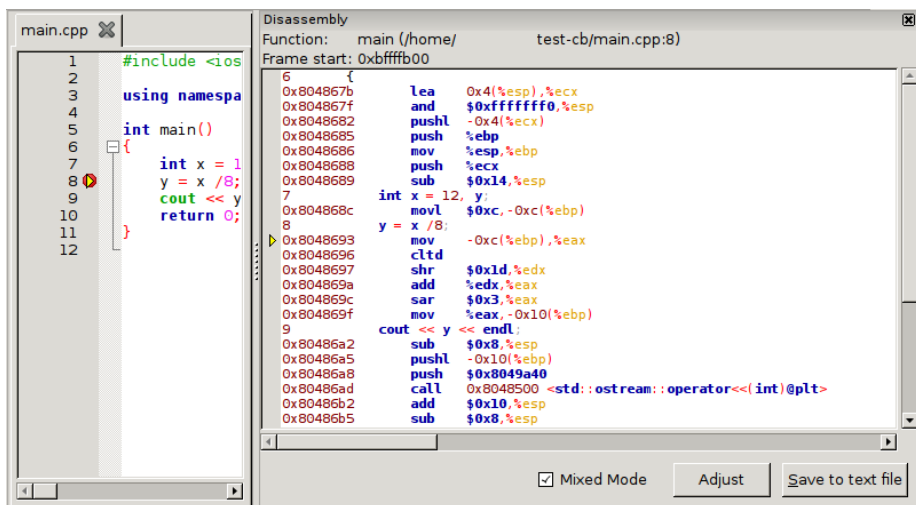 main.cpp
1 #include <ios
2
3 using namespa
4
5 int main()
6 {
7 int x = 1
8 y = x /8;
9 cout << y
10 return 0;
11 }
12
Disassembly
Function: main (/home/ test-cb/main.cpp:8)
Frame start: 0xbffffb00
6 {
0x804867b lea 0x4(%esp),%ecx
0x804867f and $0xfffffff0,%esp
0x8048682 pushl -0x4(%ecx)
0x8048685 push %ebp
0x8048686 mov %esp,%ebp
0x8048688 push %ecx
0x8048689 sub $0x14,%esp
7 int x = 12, y;
0x804868c movl $0xc,-0xc(%ebp)
8 y = x /8;
0x8048693 mov -0xc(%ebp),%eax
0x8048696 cltd
0x8048697 shr $0x1d,%edx
0x804869a add %edx,%eax
0x804869c sar $0x3,%eax
0x804869f mov %eax,-0x10(%ebp)
9 cout << y << endl;
0x80486a2 sub $0x8,%esp
0x80486a5 pushl -0x10(%ebp)
0x80486a8 push $0x8049a40
0x80486ad call 0x8048500 <std::ostream::operator<<(int)@plt>
0x80486b2 add $0x10,%esp
0x80486b5 sub $0x8,%esp
Mixed Mode
Adjust
Save to text file